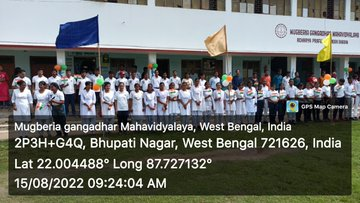 MUGBERIA GANGADHAR MAHAVIDYALAYA
GPS Map Camera
Mugberia gangadhar Mahavidyalaya, West Bengal, India
2P3H+G4Q, Bhupati Nagar, West Bengal 721626, India
Lat 22.004488° Long 87.727132°
15/08/2022 09:24:04 AM